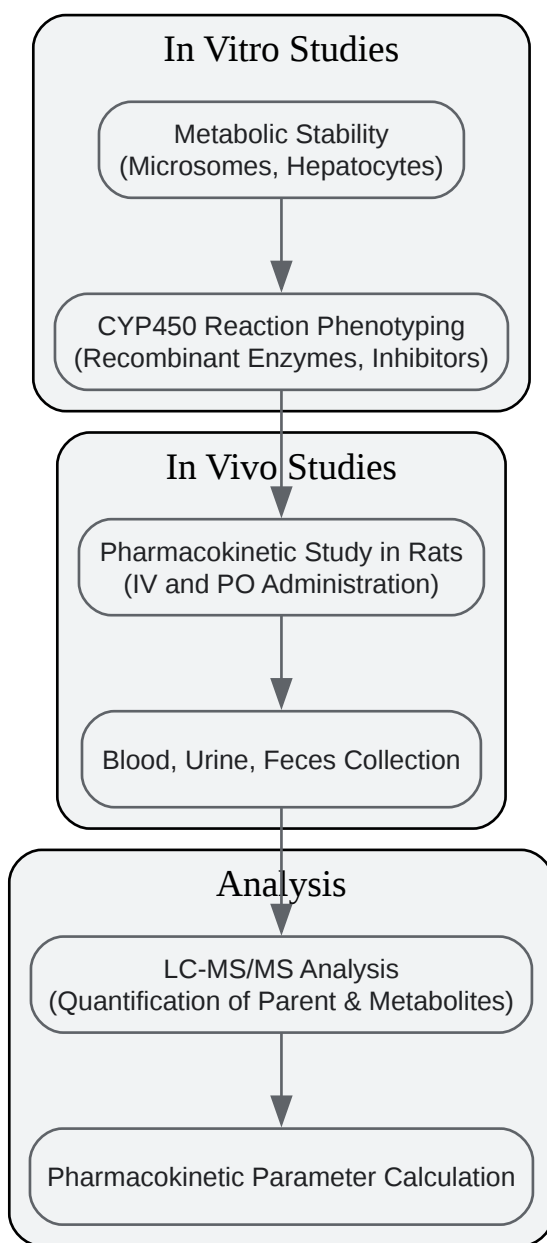 In Vitro Studies
Metabolic Stability
(Microsomes, Hepatocytes)
CYP450 Reaction Phenotyping
(Recombinant Enzymes, Inhibitors)
In Vivo Studies
Pharmacokinetic Study in Rats
(IV and PO Administration)
Blood, Urine, Feces Collection
Analysis
LC-MS/MS Analysis
(Quantification of Parent & Metabolites)
Pharmacokinetic Parameter Calculation